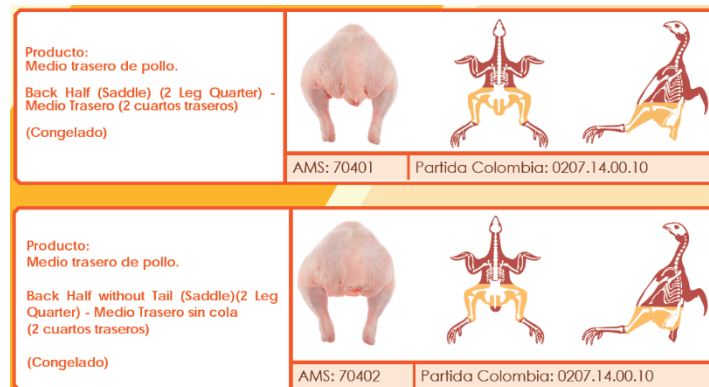 Producto:
Medio trasero de pollo.
Back Half (Saddle) (2 Leg Quarter) -
Medio Trasero (2 cuartos traseros)
(Congelado)
AMS: 70401
Partida Colombia: 0207.14.00.10
Producto:
Medio trasero de pollo.
Back Half without Tail (Saddle)(2 Leg
Quarter) - Medio Trasero sin cola
(2 cuartos traseros)
(Congelado)
AMS: 70402
Partida Colombia: 0207.14.00.10